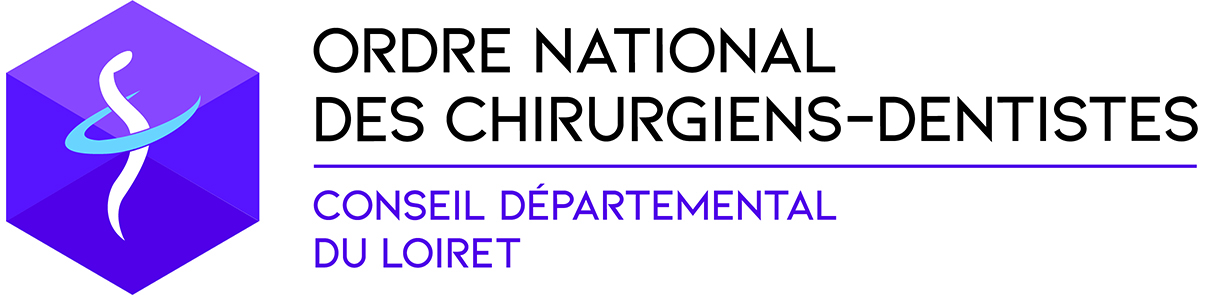 ORDRE NATIONAL
DES CHIRURGIENS-DENTISTES
CONSEIL DÉPARTEMENTAL
DU LOIRET